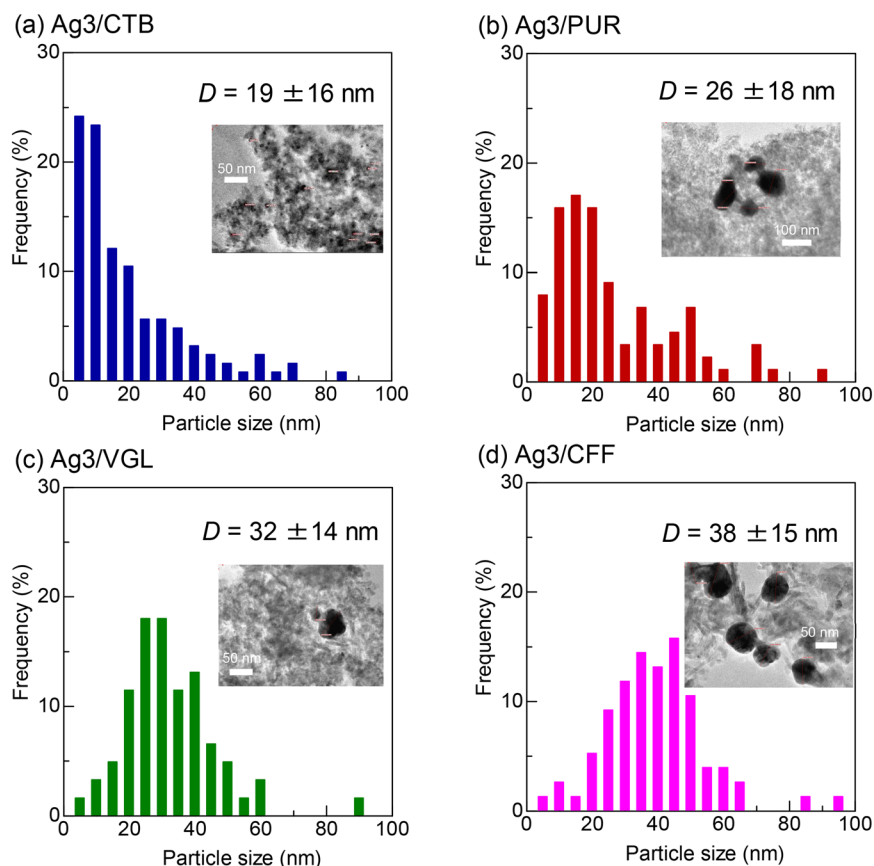 (a) Ag3/CTB
30
20
10
0
Frequency (%)
D = 19 ±16 nm
50 nm
0 20 40 60 80 100
Particle size (nm)
(b) Ag3/PUR
30
20
10
0
Frequency (%)
D = 26 ±18 nm
100 nm
0 20 40 60 80 100
Particle size (nm)
(c) Ag3/VGL
30
20
10
0
Frequency (%)
D = 32 ±14 nm
50 nm
0 20 40 60 80 100
Particle size (nm)
(d) Ag3/CFF
30
20
10
0
Frequency (%)
D = 38 ±15 nm
50 nm
0 20 40 60 80 100
Particle size (nm)